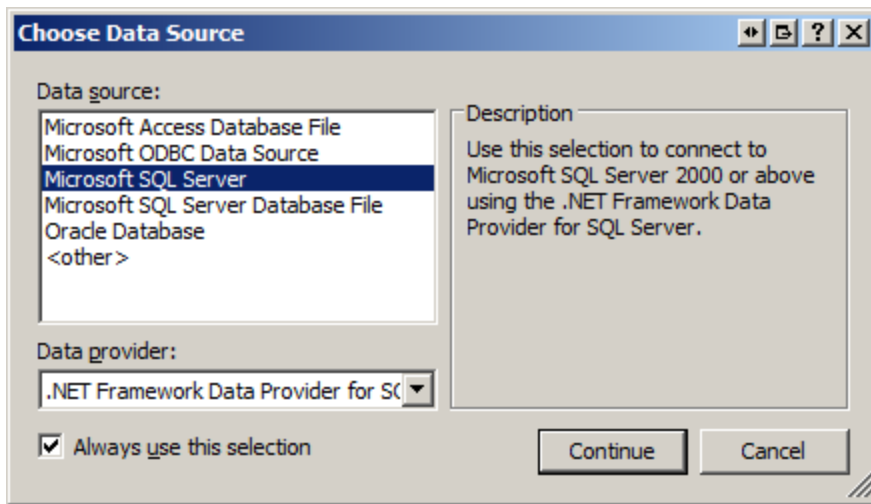 Choose Data Source
?
Data source:
Microsoft Access Database File
Microsoft ODBC Data Source
Microsoft SQL Server
Microsoft SQL Server Database File
Oracle Database
<other>
Description
Use this selection to connect to
Microsoft SQL Server 2000 or above
using the .NET Framework Data
Provider for SQL Server.
Data provider:
.NET Framework Data Provider for SQ
Always use this selection
Continue
Cancel